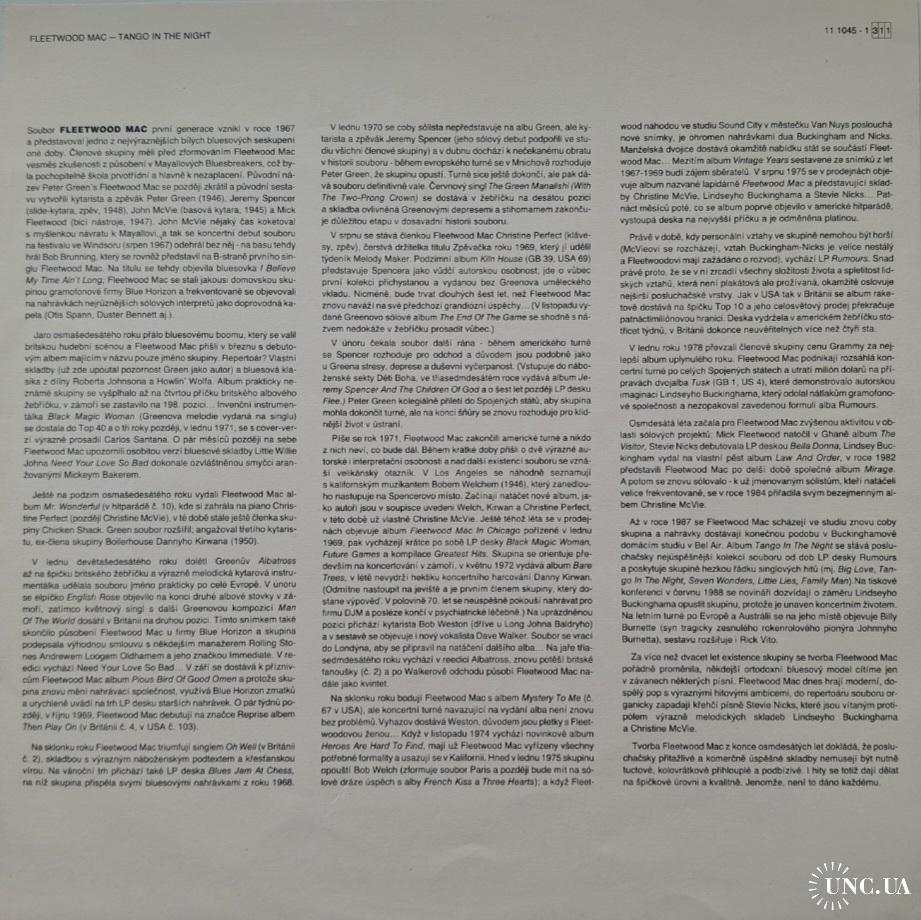 FLEETWOOD MAC – TANGO IN THE NIGHT
11 1045 - 1 311
Soubor FLEETWOOD MAC první generace vznikl v roce 1967
a představoval jedno z nejvýraznějších bílých bluesových seskupení
oné doby. Členové skupiny měli před zformováním Fleetwood Mac
vesměs zkušenosti z působení v Mayallových Bluesbreakers, což by-
la pochopitelně škola prvotřídní a hlavně k nezaplacení. Původní ná-
zev Peter Green's Fleetwood Mac se později zkrátil a původní sesta-
vu vytvořili kytarista a zpěvák Peter Green (1946), Jeremy Spencer
(slide-kytara, zpěv, 1948), John McVie (basová kytara, 1945) a Mick
Fleetwood (bicí nástroje, 1947). John McVie nějaký čas koketoval
s myšlenkou návratu k Mayallovi, a tak se koncertní debut souboru
na festivalu ve Windsoru (srpen 1967) odehrál bez něj - na basu tehdy
hrál Bob Brunning, který se rovněž představil na B-straně prvního sin-
glu Fleetwood Mac. Na titulu se tehdy objevila bluesovka I Believe
My Time Ain't Long. Fleetwood Mac se stali jakousi domovskou sku-
pinou gramofonové firmy Blue Horizon a frekventovaně se objevovali
na nahrávkách nejrůznějších sólových interpretů jako doprovodná ka-
pela (Otis Spann, Duster Bennett aj.).
Jaro osmašedesátého roku přálo bluesovému boomu, který se valil
britskou hudební scénou a Fleetwood Mac přišli v březnu s debuto-
vým albem majícím v názvu pouze jméno skupiny. Repertoár? Vlastní
skladby (už zde upoutal pozornost Green jako autor) a bluesová kla-
sika z dílny Roberta Johnsona a Howlin' Wolfa. Album prakticky ne-
známé skupiny se vyšplhalo až na čtvrtou příčku britského albového
žebříčku, v zámoří se zastavilo na 198. pozici... Invenční instrumen-
tálka Black Magic Woman (Greenova melodie vydaná na singlu)
se dostala do Top 40 a o tři roky později, v lednu 1971, se s cover-ver-
zí výrazně prosadil Carlos Santana. O pár měsíců později na sebe
Fleetwood Mac upozornili osobitou verzí bluesové skladby Little Willie
Johna Need Your Love So Bad dokonale ozvláštněnou smyčci aran-
žovanými Mickeym Bakerem.
Ještě na podzim osmašedesátého roku vydali Fleetwood Mac al-
bum Mr. Wonderful (v hitparádě č. 10), kde si zahrála na piano Chris-
tine Perfect (později Christine McVie), v té době stále ještě členka sku-
piny Chicken Shack. Green soubor rozšířil; angažoval třetího kytaris-
tu, ex-člena skupiny Boilerhouse Dannyho Kirwana (1950).
V lednu devětašedesátého roku dolétl Greenův Albatross
až na špičku britského žebříčku a výrazně melodická kytarová instru-
mentálka udělala souboru jméno prakticky po celé Evropě. V únoru
se elpíčko English Rose objevilo na konci druhé albové stovky v zá-
moří, zatímco květnový singl s další Greenovou kompozicí Man
Of The World dosáhl v Británii na druhou pozici. Tímto snímkem také
skončilo působení Fleetwood Mac u firmy Blue Horizon a skupina
podepsala výhodnou smlouvu s někdejším manažerem Rolling Sto-
nes Andrewem Loogem Oldhamem a jeho značkou Immediate. V re-
edici vychází Need Your Love So Bad... V září se dostává k příznív-
cům Fleetwood Mac album Pious Bird Of Good Omen a protože sku-
pina znovu mění nahrávací společnost, využívá Blue Horizon zmatků
a urychleně uvádí na trh LP desku starších nahrávek. O pár týdnů po-
zději, v říjnu 1969, Fleetwood Mac debutují na značce Reprise albem
Then Play On (v Británii č. 4, v USA č. 103).
Na sklonku roku Fleetwood Mac triumfují singlem Oh Well (v Británii
č. 2), skladbou s výrazným náboženským podtextem a křesťanskou
vírou. Na vánoční trh přichází také LP deska Blues Jam At Chess,
na níž skupina přispěla svými bluesovými nahrávkami z roku 1968.
V lednu 1970 se coby sólista nepředstavuje na albu Green, ale ky-
tarista a zpěvák Jeremy Spencer (jeho sólový debut podpořili ve stu-
diu všichni členové skupiny) a v dubnu dochází k nečekanému obratu
v historii souboru - během evropského turné se v Mnichově rozhoduje
Peter Green, že skupinu opustí. Turné sice ještě dokončí, ale pak dá-
vá souboru definitivně vale. Červnový singl The Green Manalishi (With
The Two-Prong Crown) se dostává v žebříčku na desátou pozici
a skladba ovlivněná Greenovými depresemi a stihomamem zakonču-
je důležitou etapu v dosavadní historii souboru.
V srpnu se stává členkou Fleetwood Mac Christine Perfect (kláve-
sy, zpěv), čerstvá držitelka titulu Zpěvačka roku 1969, který jí udělil
týdeník Melody Maker. Podzimní album Kiln House (GB 39, USA 69)
představuje Spencera jako vůdčí autorskou osobnost; jde o vůbec
první kolekci přichystanou a vydanou bez Greenova uměleckého
vkladu. Nicméně, bude trvat dlouhých šest let, než Fleetwood Mac
znovu naváží na své předchozí grandiózní úspěchy... (V listopadu vy-
dané Greenovo sólové album The End Of The Game se shodně s ná-
zvem nedokáže v žebříčku prosadit vůbec.)
V únoru čekala soubor další rána - během amerického turné
se Spencer rozhoduje pro odchod a důvodem jsou podobně jako
u Greena stresy, deprese a duševní vyčerpanost. (Vstupuje do nábo-
ženské sekty Děti Boha, ve třiasedmdesátém roce vydává album Je-
remy Spencer And The Children Of God a o šest let později LP desku
Flee.) Peter Green kolegiálně přiletí do Spojených států, aby skupina
mohla dokončit turné, ale na konci šňůry se znovu rozhoduje pro klid-
nější život v ústraní.
Píše se rok 1971, Fleetwood Mac zakončili americké turné a nikdo
z nich neví, co bude dál. Během krátké doby přišli o dvě výrazné au-
torské i interpretační osobnosti a nad další existencí souboru se vzná-
ší velikánský otazník. V Los Angeles se náhodně seznamují
s kalifornským muzikantem Bobem Welchem (1946), který zanedlou-
ho nastupuje na Spencerovo místo. Začínají natáčet nové album, ja-
ko autoři jsou v soupisce uvedeni Welch, Kirwan a Christine Perfect,
v této době už vlastně Christine McVie. Ještě téhož léta se v prodej-
nách objevuje album Fleetwood Mac In Chicago pořízené v lednu
1969, pak vycházejí krátce po sobě LP desky Black Magic Woman,
Future Games a kompilace Greatest Hits. Skupina se orientuje pře-
devším na koncertování v zámoří, v květnu 1972 vydává album Bare
Trees, v létě nevydrží hektiku koncertního harcování Danny Kirwan.
(Odmítne nastoupit na jeviště a je prvním členem skupiny, který do-
stane výpověď. V polovině 70. let se neúspěšně pokouší nahrávat pro
firmu DJM a posléze končí v psychiatrické léčebně.) Na uprázdněnou
pozici přichází kytarista Bob Weston (dříve u Long Johna Baldryho)
a v sestavě se objevuje i nový vokalista Dave Walker. Soubor se vrací
do Londýna, aby se připravil na natáčení dalšího alba... Na jaře třia-
sedmdesátého roku vychází v reedici Albatross, znovu potěší britské
fanoušky (č. 2) a po Walkerově odchodu působí Fleetwood Mac na-
dále jako kvintet.
Na sklonku roku bodují Fleetwood Mac s albem Mystery To Me (č.
67 v USA), ale koncertní turné navazující na vydání alba není znovu
bez problémů. Vyhazov dostává Weston, důvodem jsou pletky s Fleet-
woodovou ženou... Když v listopadu 1974 vychází novinkové album
Heroes Are Hard To Find, mají už Fleetwood Mac vyřízeny všechny
potřebné formality a usazují se v Kalifornii. Hned v lednu 1975 skupinu
opouští Bob Welch (zformuje soubor Paris a později bude mít na só-
lové dráze úspěch s alby French Kiss a Three Hearts); a když Fleet-
wood náhodou ve studiu Sound City v městečku Van Nuys poslouchá
nové snímky, je ohromen nahrávkami dua Buckingham and Nicks.
Manželská dvojice dostává okamžitě nabídku stát se součástí Fleet-
wood Mac... Mezitím album Vintage Years sestavené ze snímků z let
1967-1969 budí zájem sběratelů. V srpnu 1975 se v prodejnách obje-
vuje album nazvané lapidárně Fleetwood Mac a představující sklad-
by Christine McVie, Lindseyho Buckinghama a Stevie Nicks... Pat-
náct měsíců poté, co se album poprvé objevilo v americké hitparádě,
vystoupá deska na nejvyšší příčku a je odměněna platinou.
Právě v době, kdy personální vztahy ve skupině nemohou být horší
(McVieovi se rozcházejí, vztah Buckingham-Nicks je velice nestálý
a Fleetwoodovi mají zažádáno o rozvod), vychází LP Rumours. Snad
právě proto, že se v ní zrcadlí všechny složitosti života a spletitost lid-
ských vztahů, která není plakátová ale prožívaná, okamžitě oslovuje
nejširší posluchačské vrstvy. Jak v USA tak v Británii se album rake-
tově dostává na špičku Top 10 a jeho celosvětový prodej překračuje
patnáctimiliónovou hranici. Deska vydržela v americkém žebříčku sto-
třicet týdnů, v Británii dokonce neuvěřitelných více než čtyři sta.
V lednu roku 1978 převzali členové skupiny cenu Grammy za nej-
lepší album uplynulého roku. Fleetwood Mac podnikají rozsáhlá kon-
certní turné po celých Spojených státech a utratí milión dolarů na pří-
pravách dvojalba Tusk (GB 1, US 4), které demonstrovalo autorskou
imaginaci Lindseyho Buckinghama, který odolal nátlakům gramofono-
vé společnosti a nezopakoval zavedenou formuli alba Rumours.
Osmdesátá léta začala pro Fleetwood Mac zvýšenou aktivitou v ob-
lasti sólových projektů; Mick Fleetwood natočil v Ghaně album The
Visitor, Stevie Nicks debutovala LP deskou Bella Donna, Lindsey Buc-
kingham vydal na vlastní pěst album Law And Order, v roce 1982
představili Fleetwood Mac po delší době společné album Mirage.
A potom se znovu sólovalo - k už jmenovaným sólistům, kteří natáčeli
velice frekventovaně, se v roce 1984 přiřadila svým bezejmenným al-
bem Christine McVie.
Až v roce 1987 se Fleetwood Mac scházejí ve studiu znovu coby
skupina a nahrávky dostávají konečnou podobu v Buckinghamově
domácím studiu v Bel Air. Album Tango In The Night se stává poslu-
chačsky nejúspěšnější kolekcí souboru od dob LP desky Rumours
a poskytuje skupině hezkou řádku singlových hitů (mj. Big Love, Tan-
go In The Night, Seven Wonders, Little Lies, Family Man). Na tiskové
konferenci v červnu 1988 se novináři dozvídají o záměru Lindseyho
Buckinghama opustit skupinu, protože je unaven koncertním životem.
Na letním turné po Evropě a Austrálii se na jeho místě objevuje Billy
Burnette (syn tragicky zesnulého rokenrolového pionýra Johnnyho
Burnetta), sestavu rozšiřuje i Rick Vito.
Za více než dvacet let existence skupiny se tvorba Fleetwood Mac
pořádně proměnila, někdejší ortodoxní bluesový model cítíme jen
v závanech některých písní. Fleetwood Mac dnes hrají moderní, do-
spělý pop s výraznými hitovými ambicemi, do repertoáru souboru or-
ganicky zapadají křehčí písně Stevie Nicks, které jsou vítaným proti-
pólem výrazně melodických skladeb Lindseyho Buckinghama
a Christine McVie.
Tvorba Fleetwood Mac z konce osmdesátých let dokládá, že poslu-
chačsky přitažlivé a komerčně úspěšné skladby nemusejí být nutně
tuctové, kolovrátkově přihlouplé a podbízivé. I hity se totiž dají dělat
na špičkové úrovni a kvalitně. Jenomže, není to dáno každému.
UNC.UA